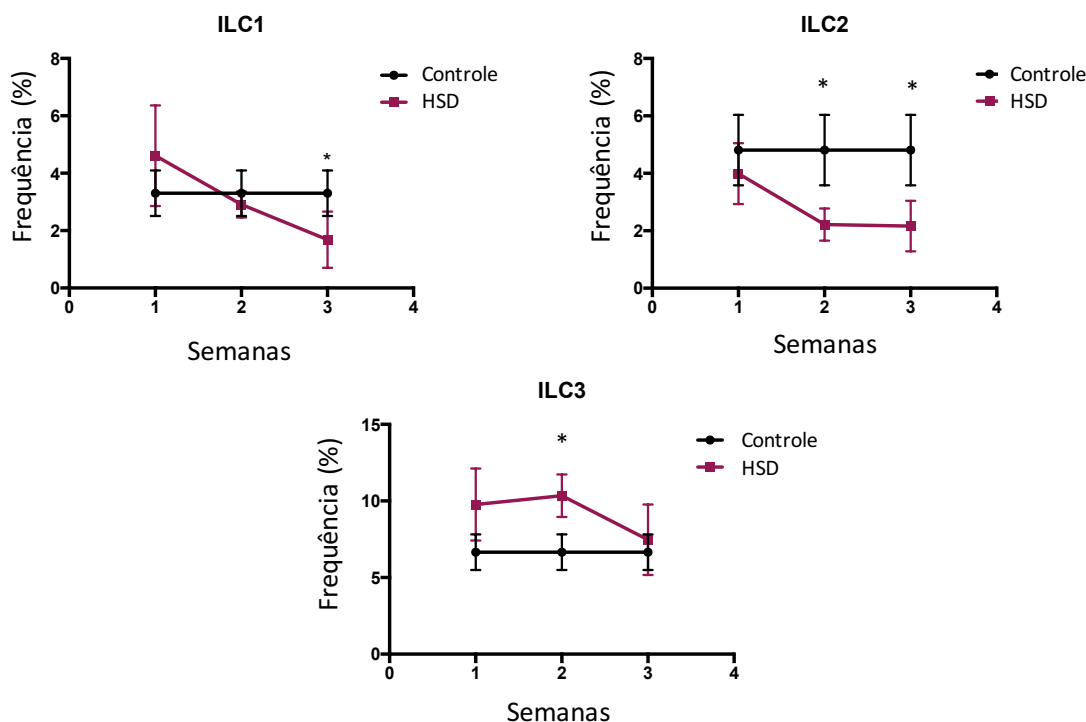 ILC1
Frequência (%)
8
6
4
2
0
0 1 2 3 4
Semanas
*
Controle
HSD
ILC2
Frequência (%)
8
6
4
2
0
0 1 2 3 4
Semanas
* *
Controle
HSD
ILC3
Frequência (%)
15
10
5
0
0 1 2 3 4
Semanas
*
Controle
HSD